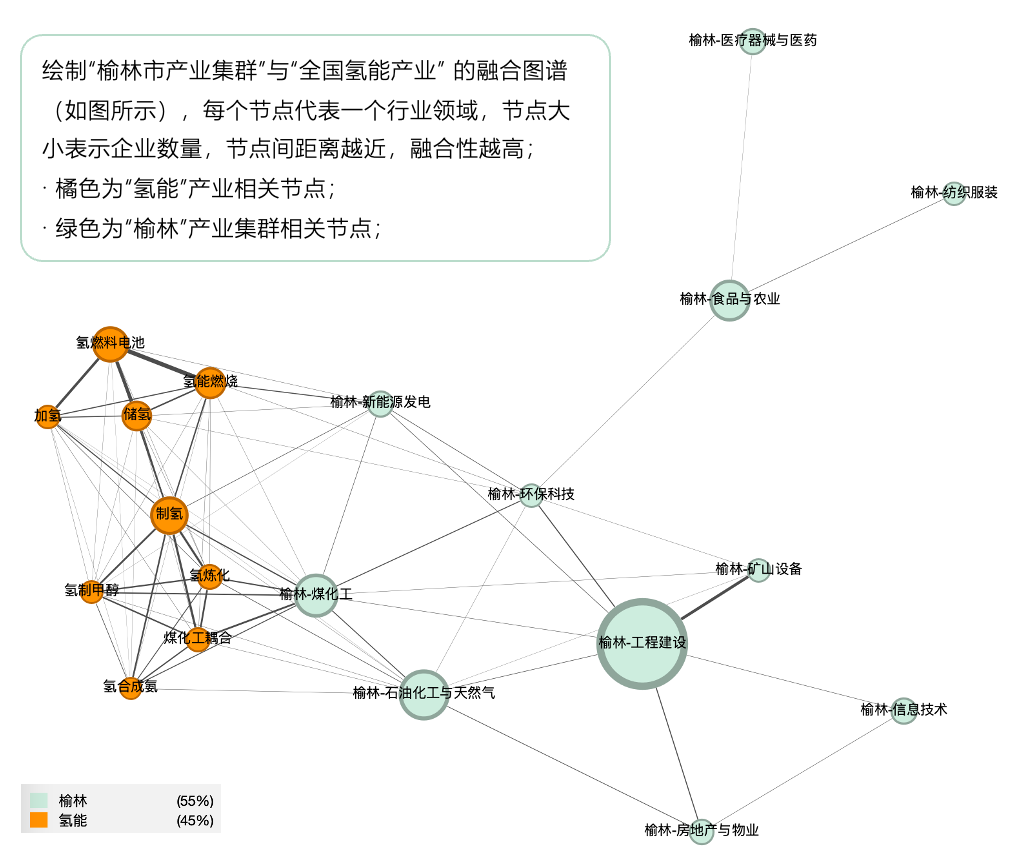 绘制“榆林市产业集群”与“全国氢能产业” 的融合图谱
（如图所示），每个节点代表一个行业领域，节点大
小表示企业数量，节点间距离越近，融合性越高；
· 橘色为“氢能”产业相关节点；
· 绿色为“榆林”产业集群相关节点；
榆林-医疗器械与医药
榆林-纺织服装
榆林-食品与农业
氢燃料电池
氢能燃烧
榆林-新能源发电
加氢
储氢
榆林-环保科技
制氢
榆林-矿山设备
氢炼化
氢制甲醇
榆林-煤化工
煤化工耦合
榆林-工程建设
氢合成氨
榆林-石油化工与天然气
榆林-信息技术
榆林-房地产与物业
榆林 (55%)
氢能 (45%)